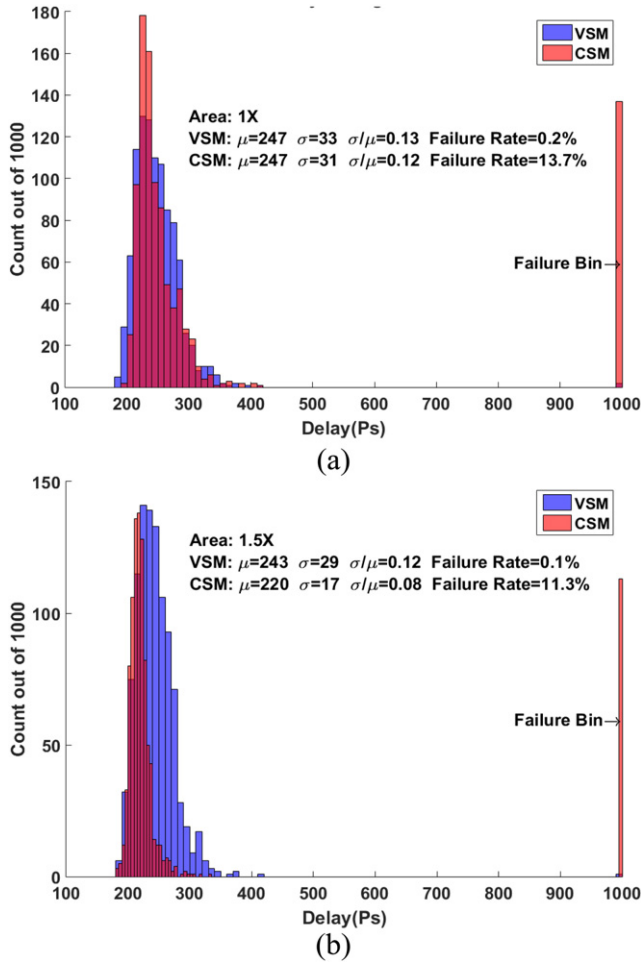 180
160
140
120
100
80
60
40
20
0
Count out of 1000
VSM
CSM
Area: 1X
VSM: μ=247 σ=33 σ/μ=0.13 Failure Rate=0.2%
CSM: μ=247 σ=31 σ/μ=0.12 Failure Rate=13.7%
Failure Bin
100 200 300 400 500 600 700 800 900 1000
Delay(Ps)
(a)
150
100
50
0
Count out of 1000
VSM
CSM
Area: 1.5X
VSM: μ=243 σ=29 σ/μ=0.12 Failure Rate=0.1%
CSM: μ=220 σ=17 σ/μ=0.08 Failure Rate=11.3%
Failure Bin
100 200 300 400 500 600 700 800 900 1000
Delay(Ps)
(b)